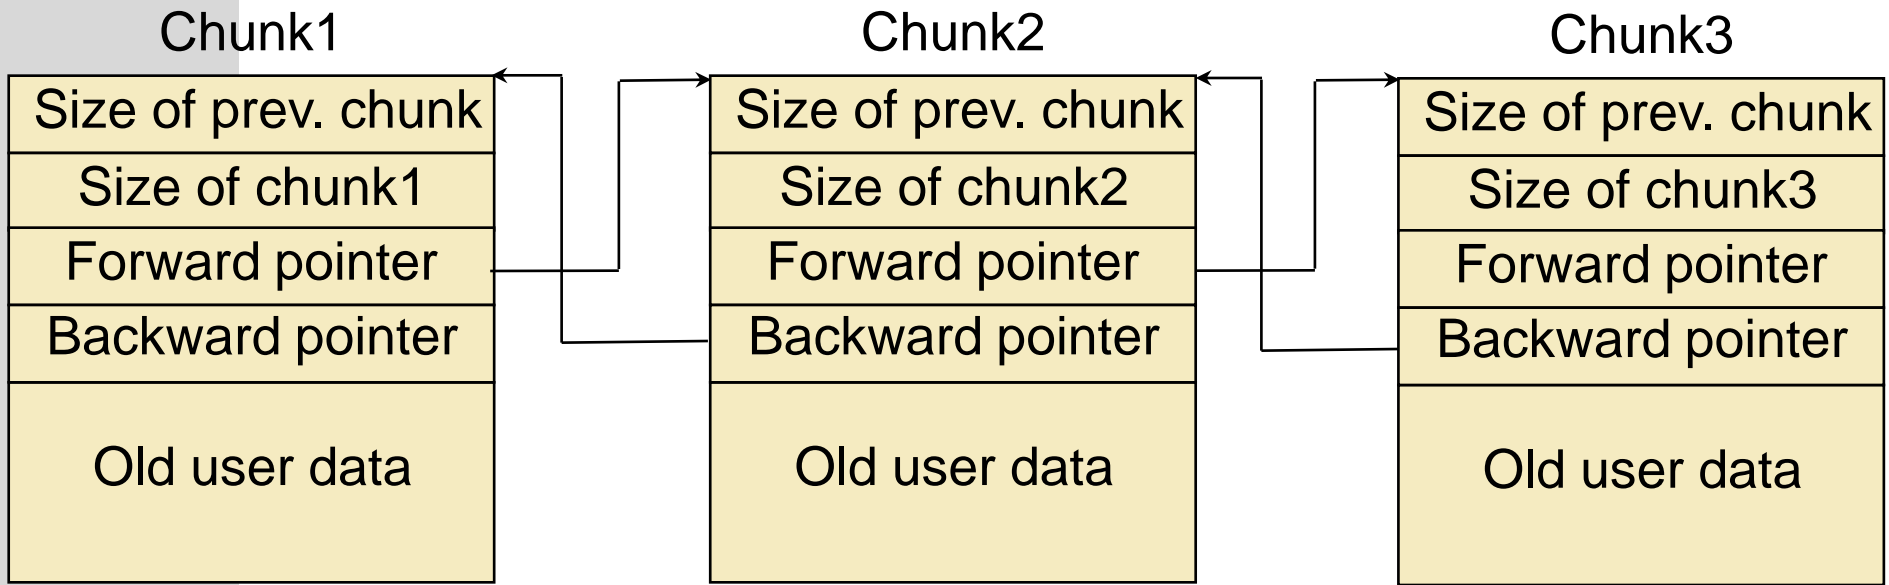 Chunk1
Size of prev. chunk
Size of chunk1
Forward pointer
Backward pointer
Old user data
Chunk2
Size of prev. chunk
Size of chunk2
Forward pointer
Backward pointer
Old user data
Chunk3
Size of prev. chunk
Size of chunk3
Forward pointer
Backward pointer
Old user data